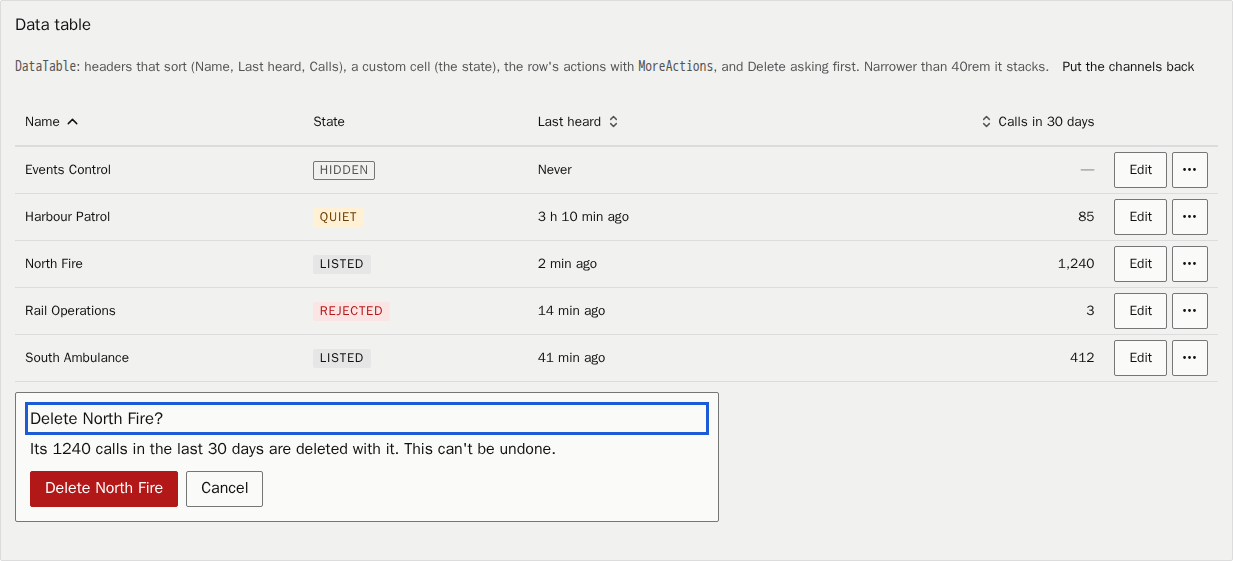 Data table
DataTable: headers that sort (Name, Last heard, Calls), a custom cell (the state), the row's actions with MoreActions, and Delete asking first. Narrower than 40rem it stacks. Put the channels back
Name State Last heard Calls in 30 days
Events Control HIDDEN Never — Edit ···
Harbour Patrol QUIET 3 h 10 min ago 85 Edit ···
North Fire LISTED 2 min ago 1,240 Edit ···
Rail Operations REJECTED 14 min ago 3 Edit ···
South Ambulance LISTED 41 min ago 412 Edit ···
Delete North Fire?
Its 1240 calls in the last 30 days are deleted with it. This can't be undone.
Delete North Fire Cancel